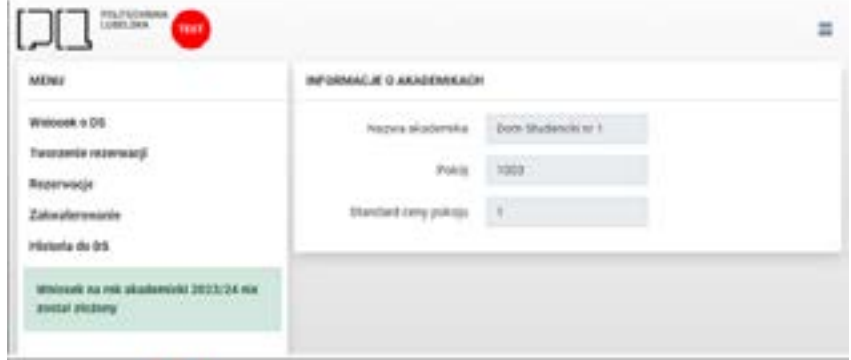 POLITECHNIKA
LUBELSKA
TEST
MENU
Wniosek o DS
Tworzenie rezerwacji
Rezerwacje
Zakwaterowanie
Historia do DS
Wniosek na rok akademicki 2023/24 nie
został złożony
INFORMACJE O AKADEMIKACH
Nazwa akademika Dom Studencki nr 1
Pokój 1003
Standard ceny pokoju 1